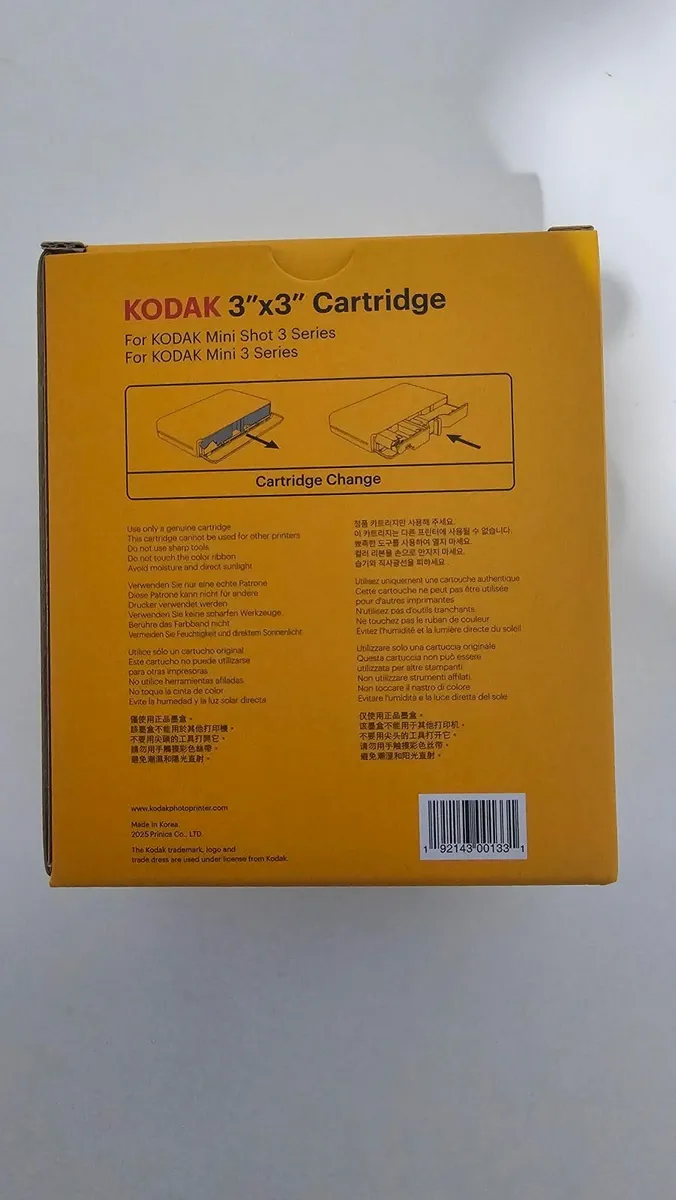 KODAK 3”x3” Cartridge
For KODAK Mini Shot 3 Series
For KODAK Mini 3 Series
Cartridge Change
Use only a genuine cartridge
This cartridge cannot be used for other printers
Do not use sharp tools
Do not touch the color ribbon
Avoid moisture and direct sunlight
Verwenden Sie nur eine echte Patrone
Diese Patrone kann nicht für andere
Drucker verwendet werden
Verwenden Sie keine scharfen Werkzeuge.
Berühre das Farbband nicht
Vermeiden Sie Feuchtigkeit und direktem Sonnenlicht
Utilice sólo un cartucho original
Este cartucho no puede utilizarse
para otras impresoras
No utilice herramientas afiladas
No toque la cinta de color
Evite la humedad y la luz solar directa
僅使用正品墨盒。
該墨盒不能用於其他打印機。
不要用尖銳的工具打開它。
請勿用手觸摸彩色絲帶。
避免潮濕和陽光直射。
정품 카트리지만 사용해 주세요.
이 카트리지는 다른 프린터에 사용될 수 없습니다.
뾰족한 도구를 사용하여 열지 마세요.
컬러 리본을 손으로 만지지 마세요.
습기와 직사광선을 피하세요
Utilisez uniquement une cartouche authentique
Cette cartouche ne peut pas être utilisée
pour d'autres imprimantes
N'utilisez pas d'outils tranchants.
Ne touchez pas le ruban de couleur
Évitez l'humidité et la lumière directe du soleil
Utilizzare solo una cartuccia originale
Questa cartuccia non può essere
utilizzata per altre stampanti
Non utilizzare strumenti affilati.
Non toccare il nastro di colore
Evitare l'umidità e la luce diretta del sole
仅使用正品墨盒。
该墨盒不能用于其他打印机。
不要用尖头的工具打开它。
请勿用手触摸彩色丝带。
避免潮湿和阳光直射。
www.kodakphotoprinter.com
Made in Korea.
2025 Prinics Co., LTD.
The Kodak trademark, logo and
trade dress are used under license from Kodak.
1 92143 00133 1